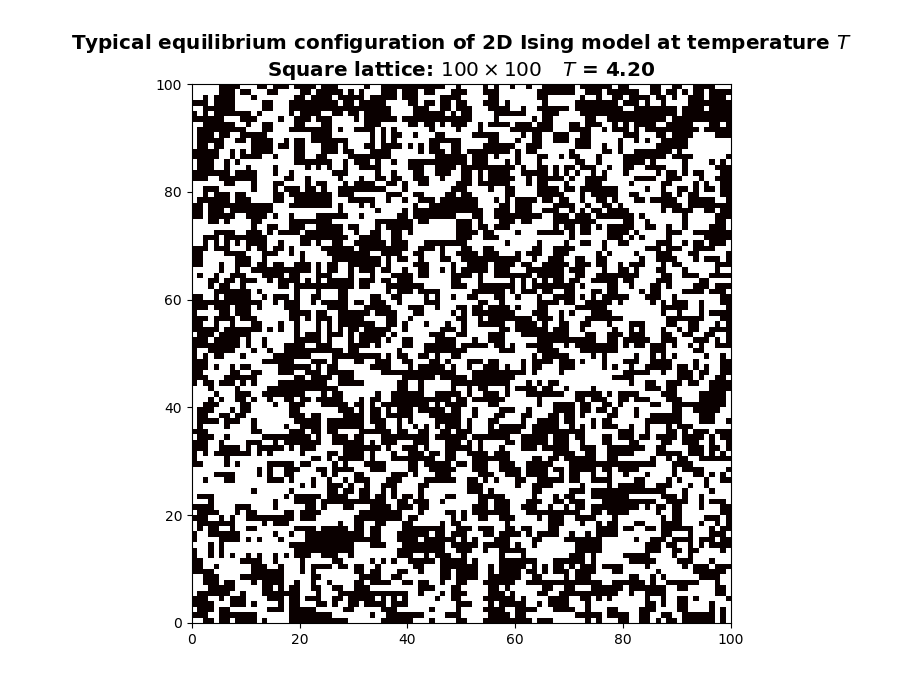 Typical equilibrium configuration of 2D Ising model at temperature T
Square lattice: 100 × 100 T = 4.20
100
80
60
40
20
0
0 20 40 60 80 100